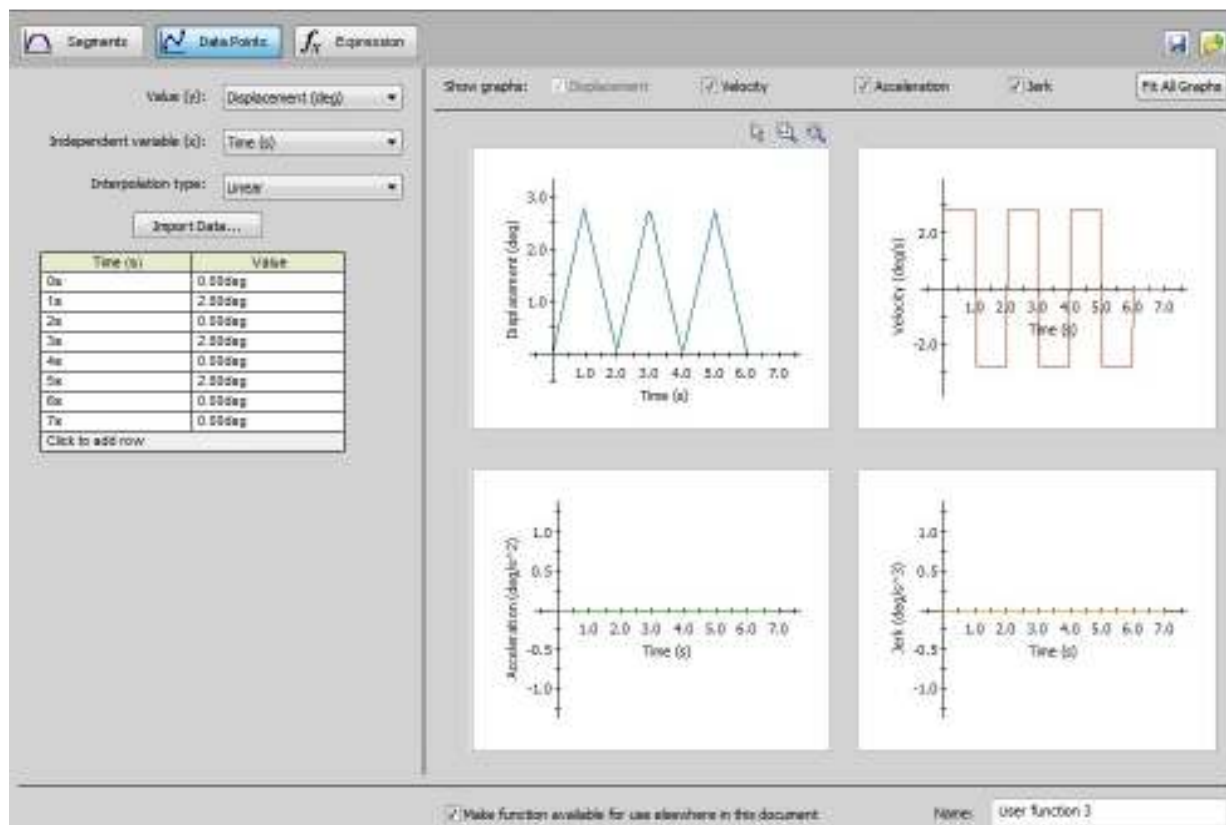 Segments Data Points fx Expression
Value (y): Displacement (deg)
Independent variable (x): Time (s)
Interpolation type: Linear
Import Data...
Time (s) Value
0s 0.00deg
1s 2.80deg
2s 0.00deg
3s 2.80deg
4s 0.00deg
5s 2.80deg
6s 0.00deg
7s 0.00deg
Click to add row
Show graphs: Displacement Velocity Acceleration Jerk Fit All Graphs
Displacement (deg)
3.0
2.0
1.0
1.0 2.0 3.0 4.0 5.0 6.0 7.0
Time (s)
Velocity (deg/s)
2.0
1.0 2.0 3.0 4.0 5.0 6.0 7.0
Time (s)
-2.0
Acceleration (deg/s^2)
1.0
0.5
1.0 2.0 3.0 4.0 5.0 6.0 7.0
-0.5
Time (s)
-1.0
Jerk (deg/s^3)
1.0
0.5
1.0 2.0 3.0 4.0 5.0 6.0 7.0
-0.5
Time (s)
-1.0
Make function available for use elsewhere in this document
Name: User function 3